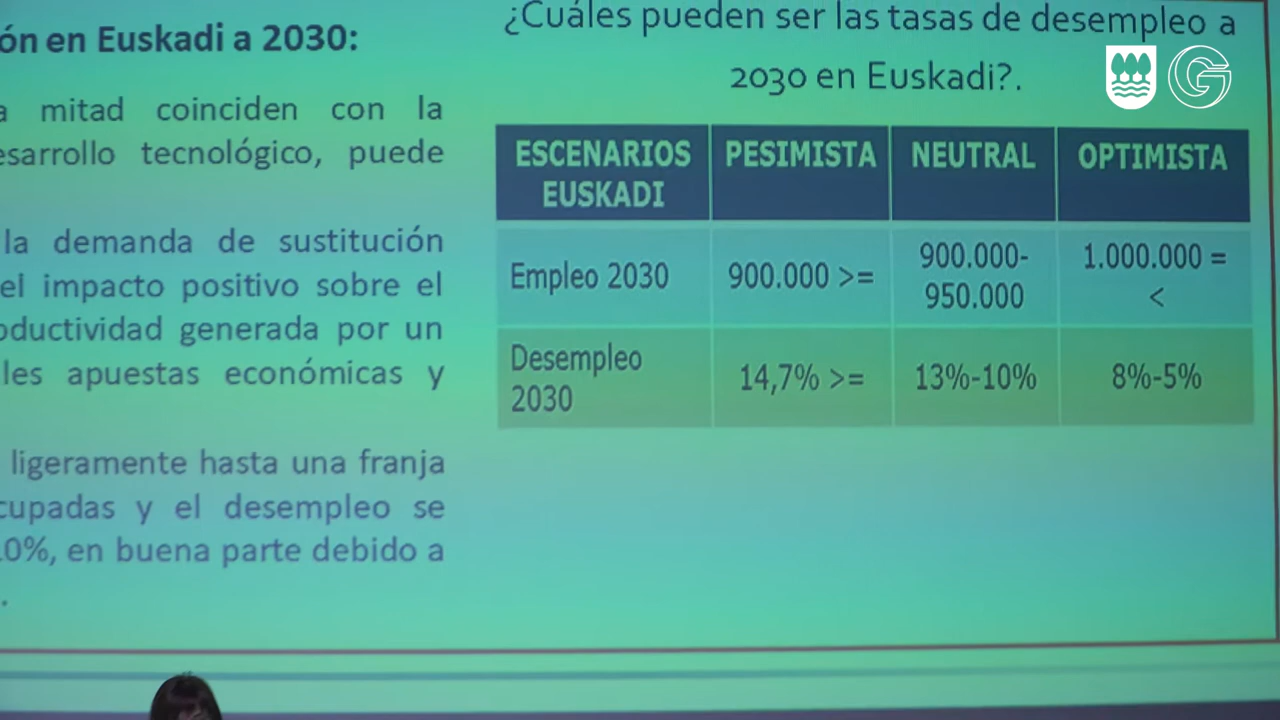 ón en Euskadi a 2030:
a mitad coinciden con la
esarrollo tecnológico, puede
la demanda de sustitución
el impacto positivo sobre el
oductividad generada por un
les apuestas económicas y
ligeramente hasta una franja
cupadas y el desempleo se
.0%, en buena parte debido a
.
¿Cuáles pueden ser las tasas de desempleo a
2030 en Euskadi?.
ESCENARIOS EUSKADI PESIMISTA NEUTRAL OPTIMISTA
Empleo 2030 900.000 >= 900.000-950.000 1.000.000 = <
Desempleo 2030 14,7% >= 13%-10% 8%-5%
G